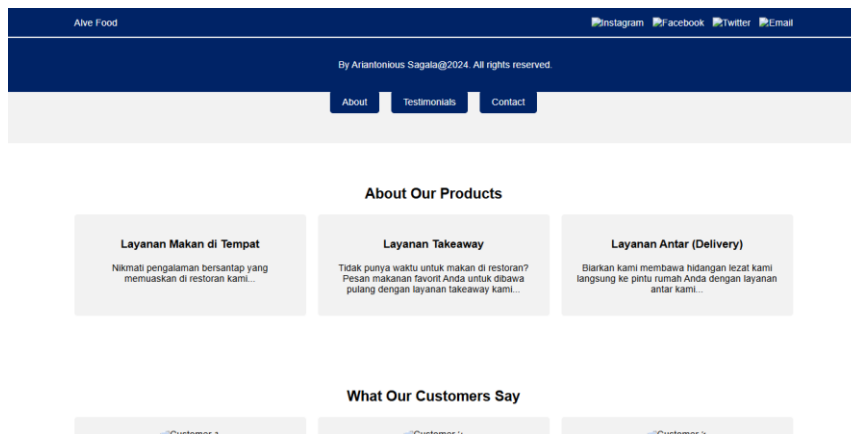 Alve Food
Instagram Facebook Twitter Email
By Ariantonious Sagala@2024. All rights reserved.
About Testimonials Contact
About Our Products
Layanan Makan di Tempat
Nikmati pengalaman bersantap yang
memuaskan di restoran kami...
Layanan Takeaway
Tidak punya waktu untuk makan di restoran?
Pesan makanan favorit Anda untuk dibawa
pulang dengan layanan takeaway kami...
Layanan Antar (Delivery)
Biarkan kami membawa hidangan lezat kami
langsung ke pintu rumah Anda dengan layanan
antar kami...
What Our Customers Say
Customer
Customer
Customer